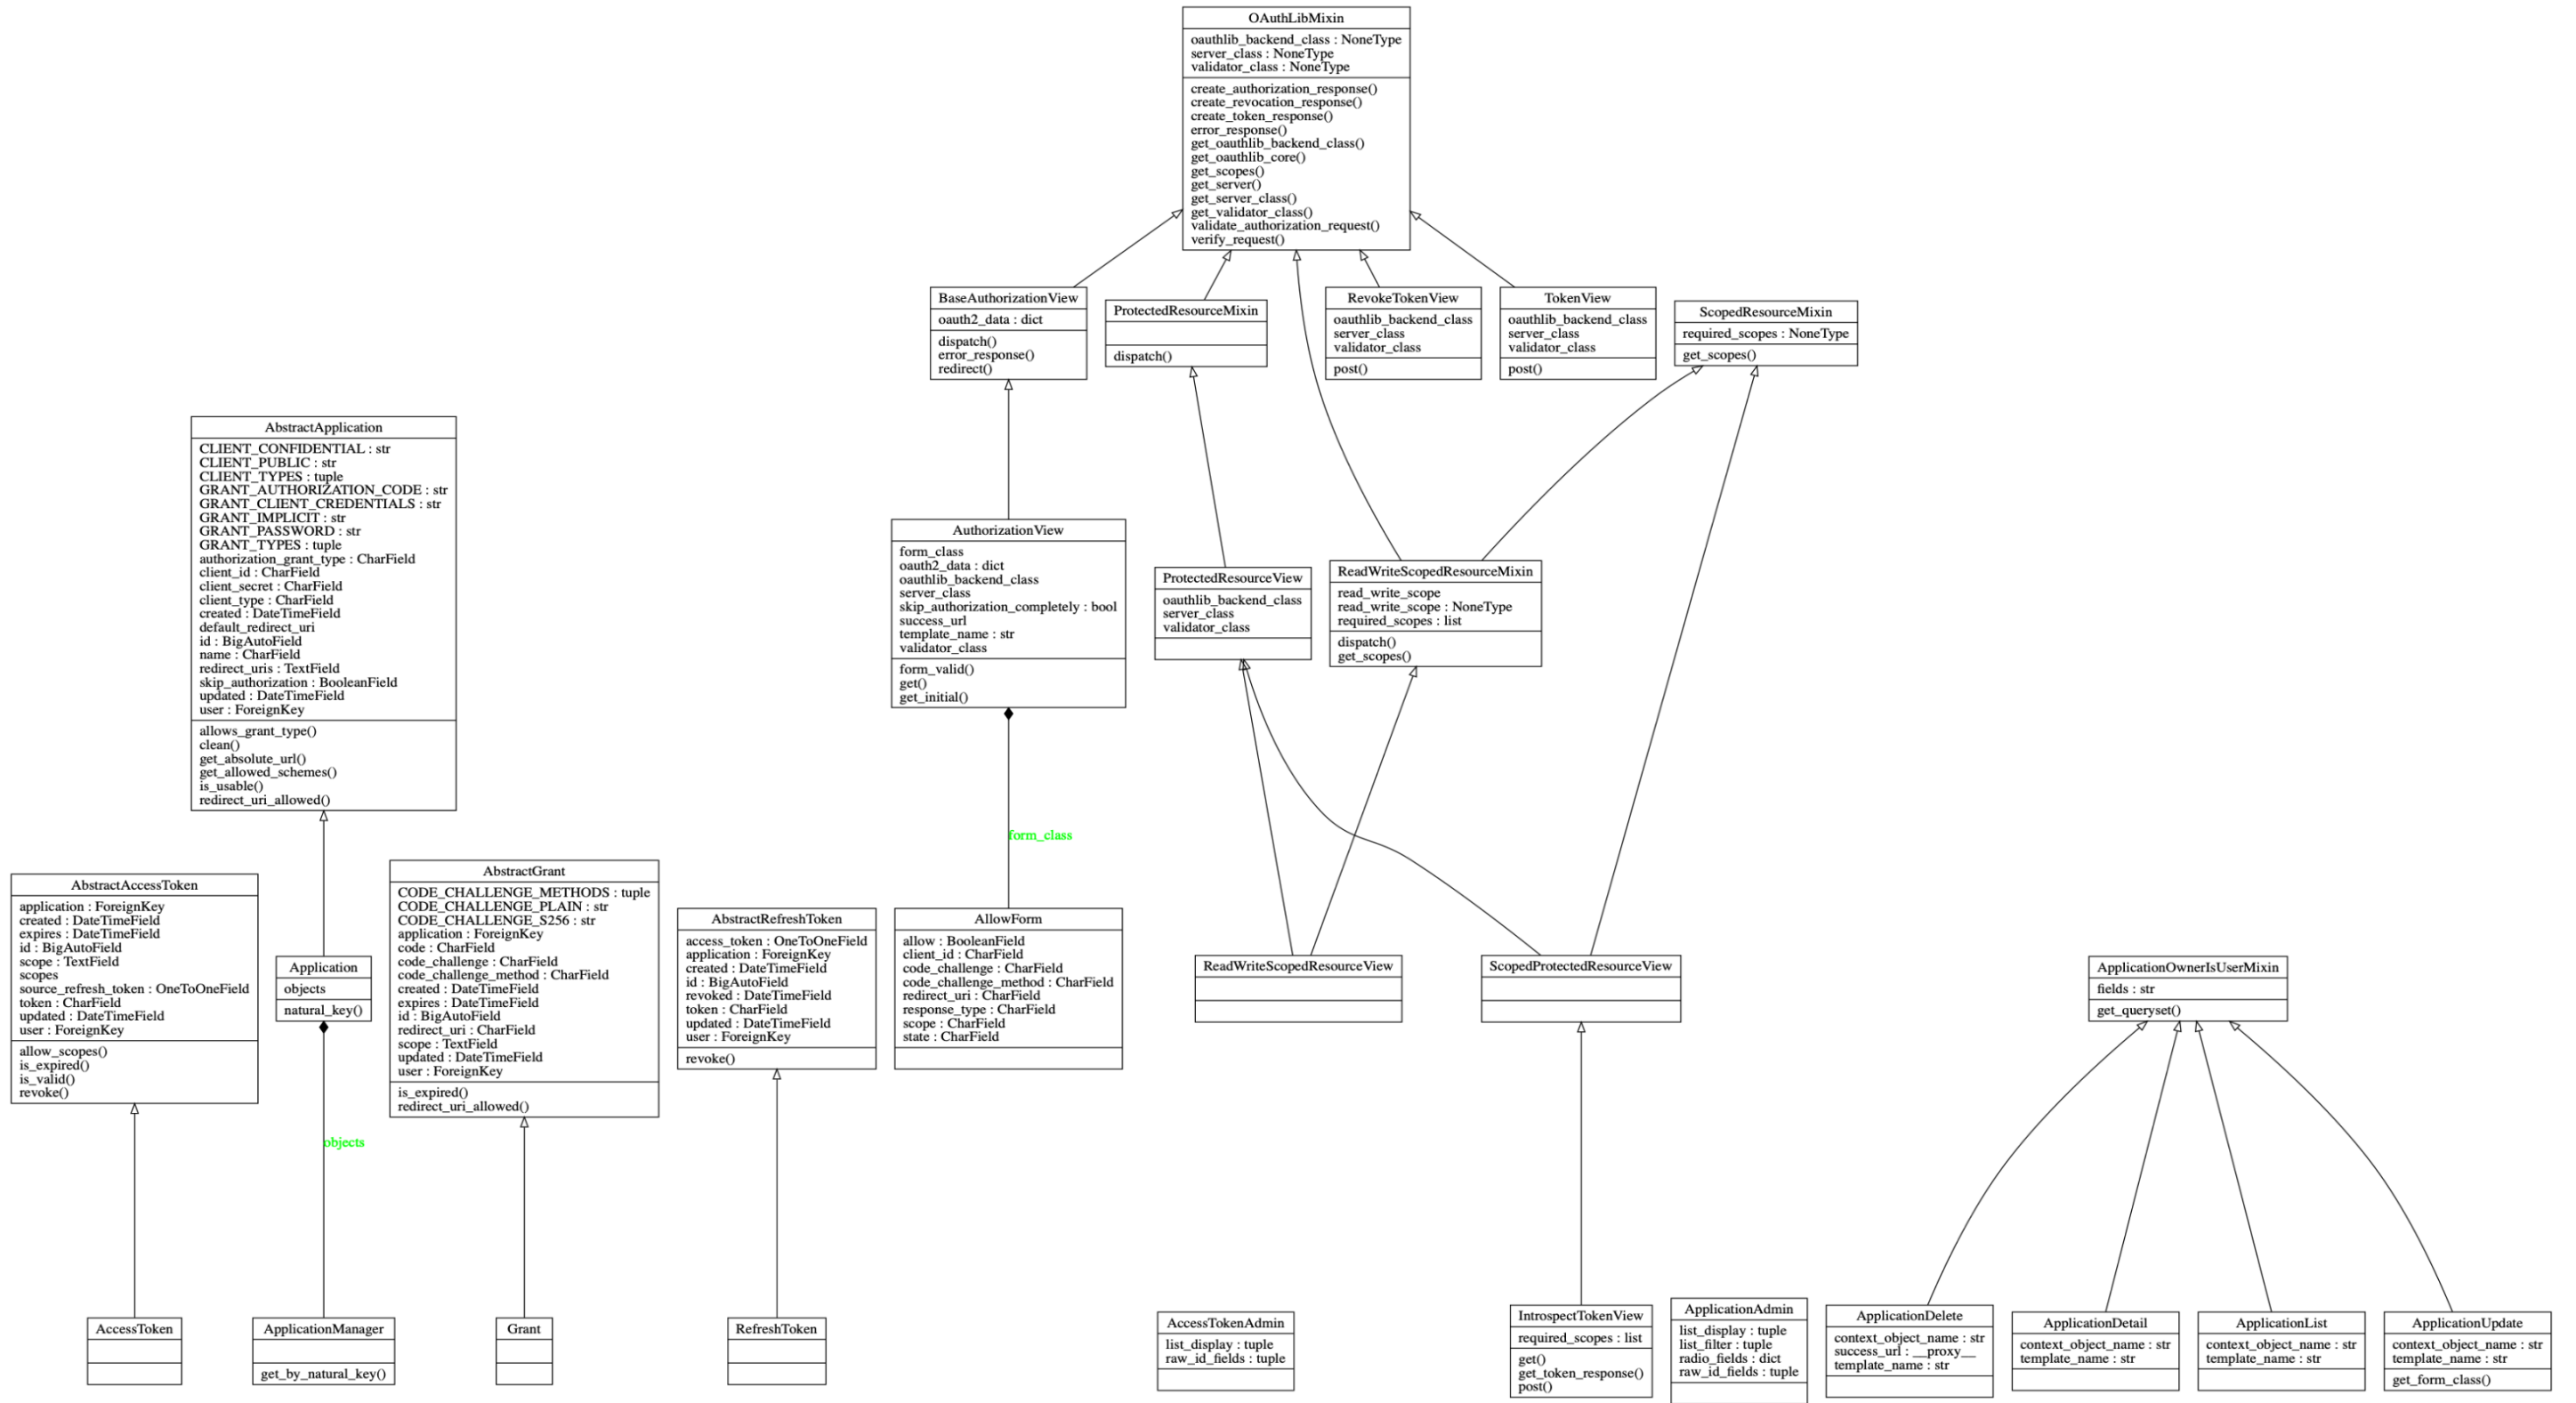 OAuthLibMixin
oauthlib_backend_class : NoneType
server_class : NoneType
validator_class : NoneType
create_authorization_response()
create_revocation_response()
create_token_response()
error_response()
get_oauthlib_backend_class()
get_oauthlib_core()
get_scopes()
get_server()
get_server_class()
get_validator_class()
validate_authorization_request()
verify_request()
BaseAuthorizationView
oauth2_data : dict
dispatch()
error_response()
redirect()
ProtectedResourceMixin
dispatch()
RevokeTokenView
oauthlib_backend_class
server_class
validator_class
post()
TokenView
oauthlib_backend_class
server_class
validator_class
post()
ScopedResourceMixin
required_scopes : NoneType
get_scopes()
AbstractApplication
CLIENT_CONFIDENTIAL : str
CLIENT_PUBLIC : str
CLIENT_TYPES : tuple
GRANT_AUTHORIZATION_CODE : str
GRANT_CLIENT_CREDENTIALS : str
GRANT_IMPLICIT : str
GRANT_PASSWORD : str
GRANT_TYPES : tuple
authorization_grant_type : CharField
client_id : CharField
client_secret : CharField
client_type : CharField
created : DateTimeField
default_redirect_uri
id : BigAutoField
name : CharField
redirect_uris : TextField
skip_authorization : BooleanField
updated : DateTimeField
user : ForeignKey
allows_grant_type()
clean()
get_absolute_url()
get_allowed_schemes()
is_usable()
redirect_uri_allowed()
AuthorizationView
form_class
oauth2_data : dict
oauthlib_backend_class
server_class
skip_authorization_completely : bool
success_url
template_name : str
validator_class
form_valid()
get()
get_initial()
ProtectedResourceView
oauthlib_backend_class
server_class
validator_class
ReadWriteScopedResourceMixin
read_write_scope
read_write_scope : NoneType
required_scopes : list
dispatch()
get_scopes()
form_class
AbstractAccessToken
application : ForeignKey
created : DateTimeField
expires : DateTimeField
id : BigAutoField
scope : TextField
scopes
source_refresh_token : OneToOneField
token : CharField
updated : DateTimeField
user : ForeignKey
allow_scopes()
is_expired()
is_valid()
revoke()
Application
objects
natural_key()
AbstractGrant
CODE_CHALLENGE_METHODS : tuple
CODE_CHALLENGE_PLAIN : str
CODE_CHALLENGE_S256 : str
application : ForeignKey
code : CharField
code_challenge : CharField
code_challenge_method : CharField
created : DateTimeField
expires : DateTimeField
id : BigAutoField
redirect_uri : CharField
scope : TextField
updated : DateTimeField
user : ForeignKey
is_expired()
redirect_uri_allowed()
AbstractRefreshToken
access_token : OneToOneField
application : ForeignKey
created : DateTimeField
id : BigAutoField
revoked : DateTimeField
token : CharField
updated : DateTimeField
user : ForeignKey
revoke()
AllowForm
allow : BooleanField
client_id : CharField
code_challenge : CharField
code_challenge_method : CharField
redirect_uri : CharField
response_type : CharField
scope : CharField
state : CharField
ReadWriteScopedResourceView
ScopedProtectedResourceView
ApplicationOwnerIsUserMixin
fields : str
get_queryset()
objects
AccessToken
ApplicationManager
get_by_natural_key()
Grant
RefreshToken
AccessTokenAdmin
list_display : tuple
raw_id_fields : tuple
IntrospectTokenView
required_scopes : list
get()
get_token_response()
post()
ApplicationAdmin
list_display : tuple
list_filter : tuple
radio_fields : dict
raw_id_fields : tuple
ApplicationDelete
context_object_name : str
success_url : __proxy__
template_name : str
ApplicationDetail
context_object_name : str
template_name : str
ApplicationList
context_object_name : str
template_name : str
ApplicationUpdate
context_object_name : str
template_name : str
get_form_class()